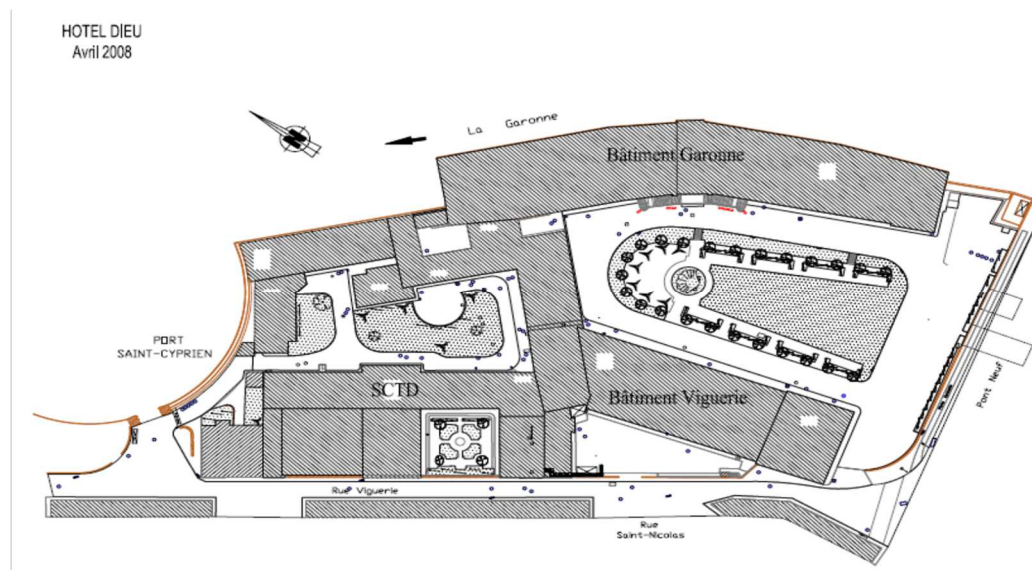 HOTEL DIEU
Avril 2008
N
La Garonne
Bâtiment Garonne
PORT
SAINT-CYPRIEN
SCTD
Bâtiment Viguerie
Pont Neuf
Rue Viguerie
Rue
Saint-Nicolas